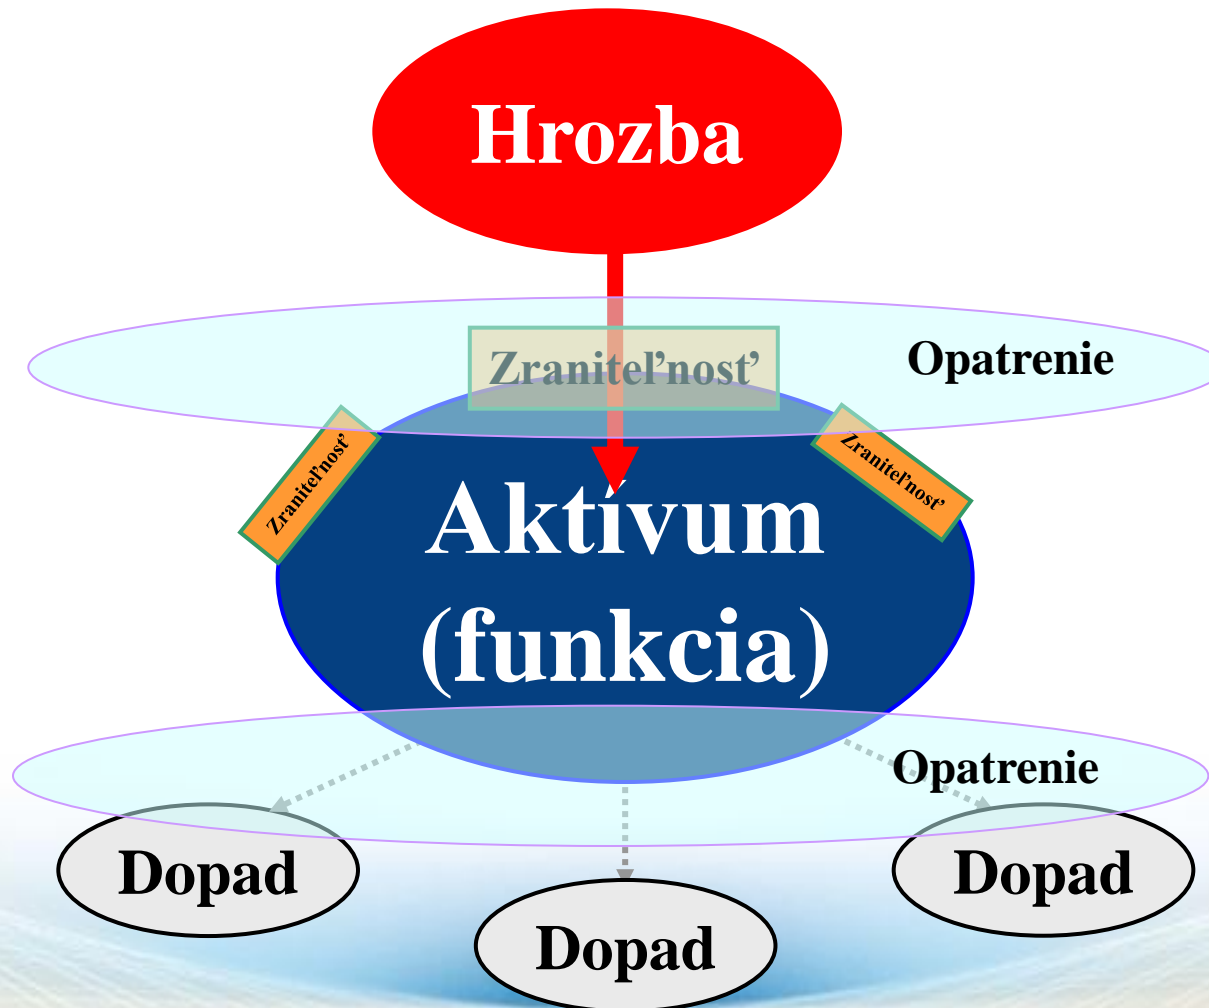 Hrozba
Zraniteľnosť
Opatrenie
Zraniteľnosť
Zraniteľnosť
Aktívum
(funkcia)
Opatrenie
Dopad
Dopad
Dopad